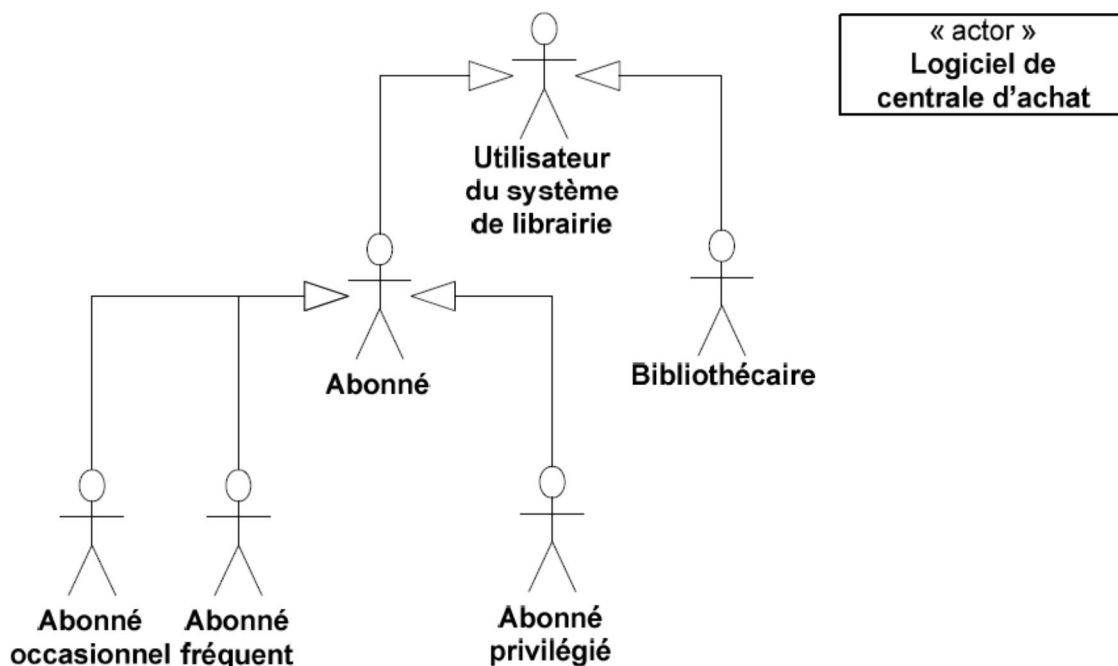 « actor »
Logiciel de
centrale d'achat
Utilisateur
du système
de librairie
Abonné
Bibliothécaire
Abonné
occasionnel
Abonné
fréquent
Abonné
privilégié